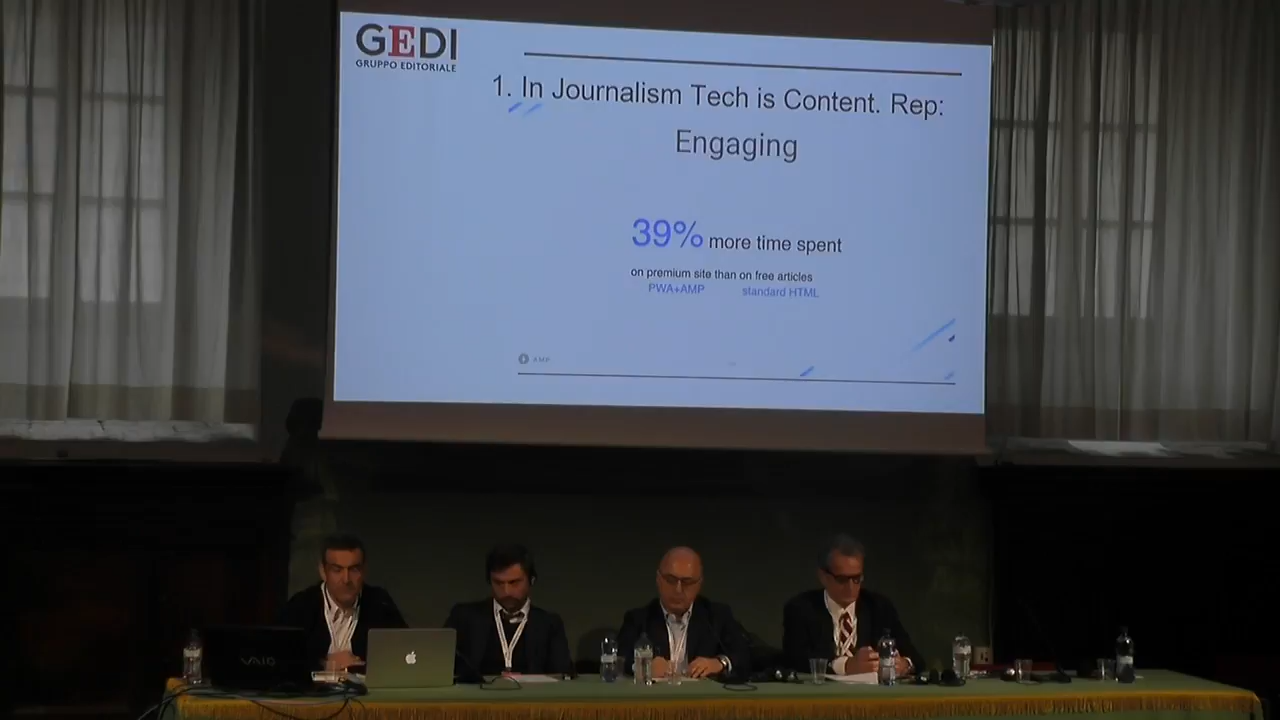 GEDI
GRUPPO EDITORIALE
1. In Journalism Tech is Content. Rep:
Engaging
39% more time spent
on premium site than on free articles
PWA+AMP standard HTML
AMP
VAIO